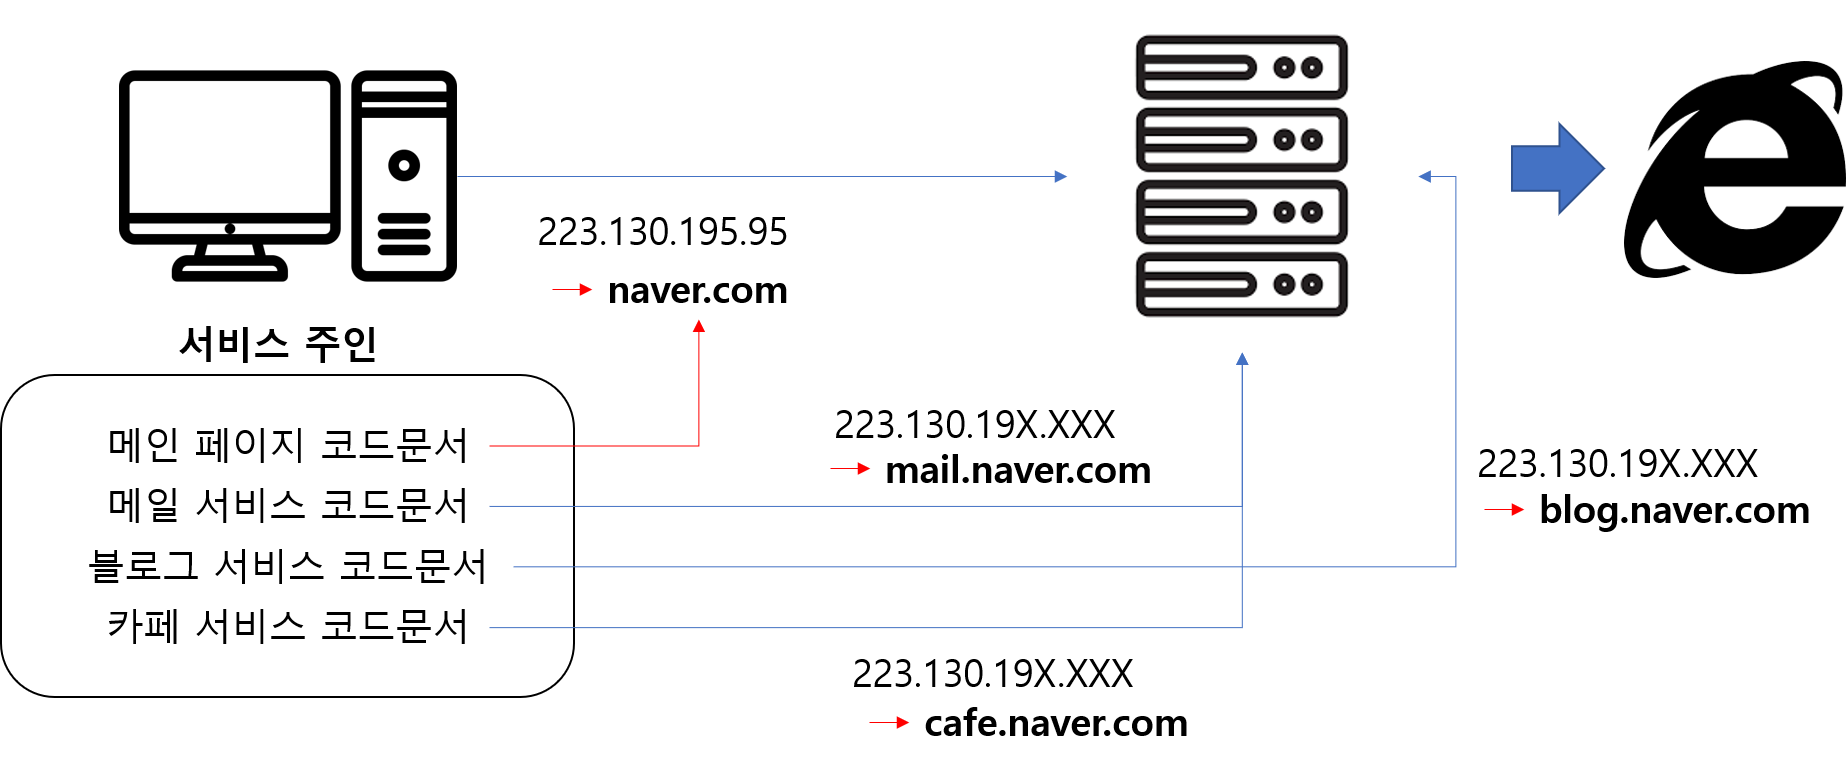 223.130.195.95
naver.com
서비스 주인
메인 페이지 코드문서
메일 서비스 코드문서
블로그 서비스 코드문서
카페 서비스 코드문서
223.130.19X.XXX
mail.naver.com
223.130.19X.XXX
blog.naver.com
223.130.19X.XXX
cafe.naver.com